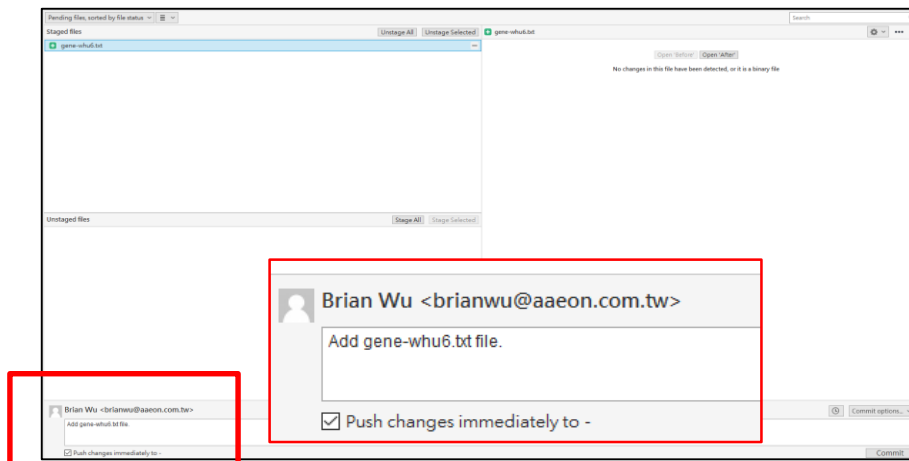 Pending files, sorted by file status
Search
Staged files
Unstage All
Unstage Selected
gene-whu6.txt
gene-whu6.txt
Open 'Before'
Open 'After'
No changes in this file have been detected, or it is a binary file
Unstaged files
Stage All
Stage Selected
Brian Wu <brianwu@aaeon.com.tw>
Add gene-whu6.txt file.
Push changes immediately to -
Brian Wu <brianwu@aaeon.com.tw>
Commit options...
Add gene-whu6.txt file.
Push changes immediately to -
Commit